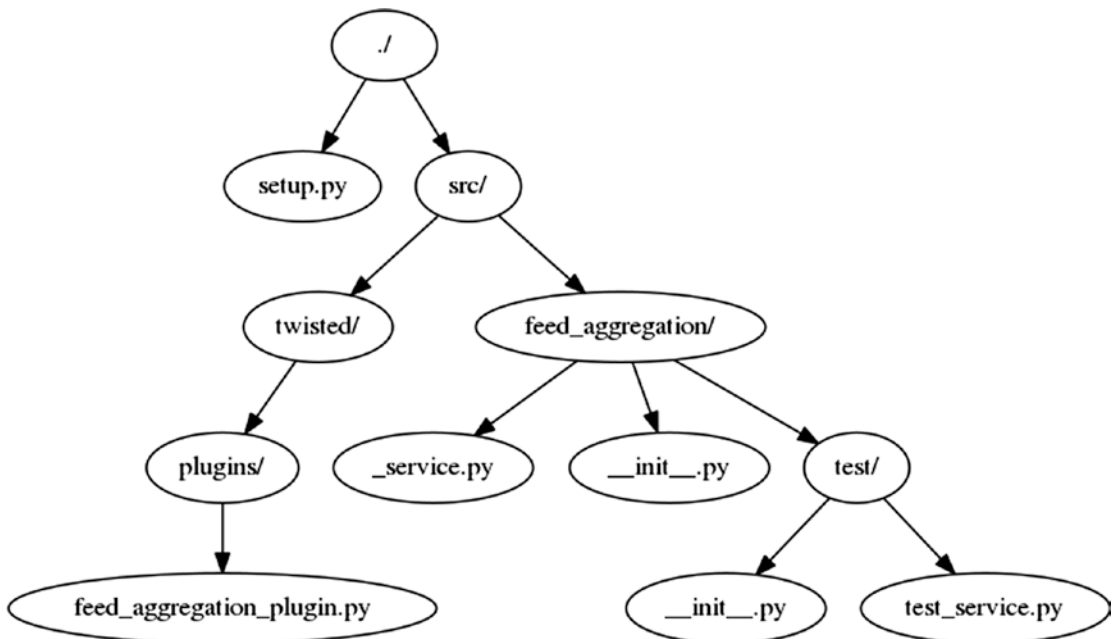 ./
setup.py
src/
twisted/
feed_aggregation/
plugins/
_service.py
__init__.py
test/
feed_aggregation_plugin.py
__init__.py
test_service.py